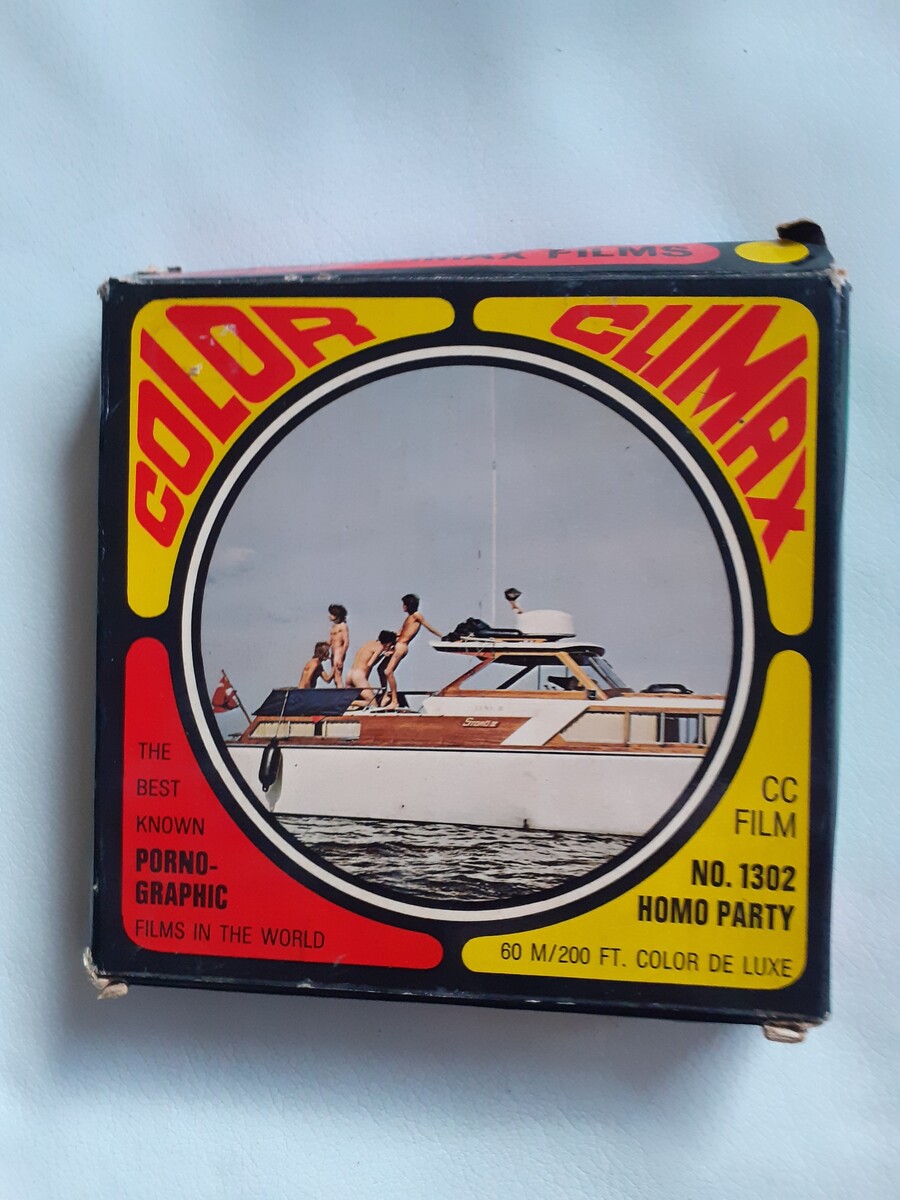 FILMS
COLOR
CLIMAX
THE
BEST
KNOWN
PORNO-
GRAPHIC
FILMS IN THE WORLD
CC
FILM
NO. 1302
HOMO PARTY
60 M/200 FT. COLOR DE LUXE